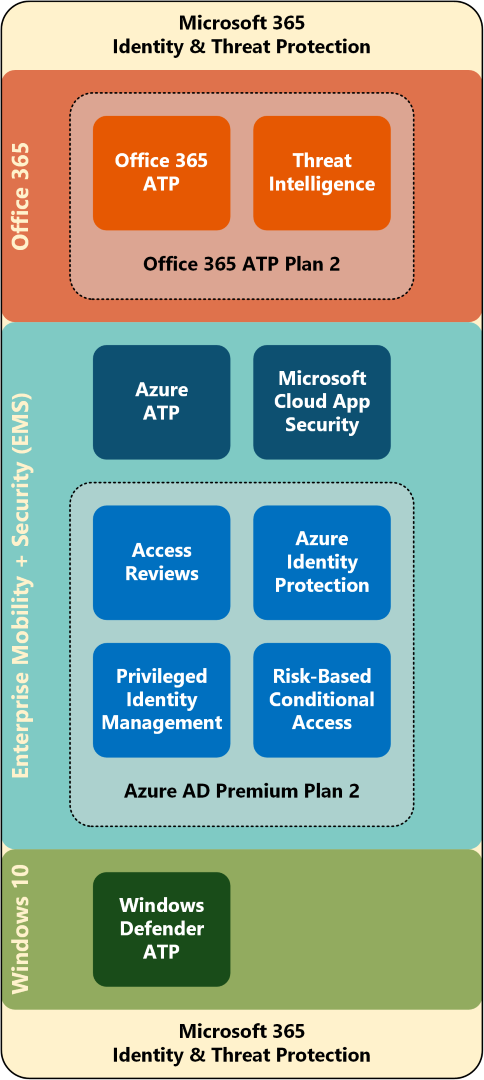 Microsoft 365
Identity & Threat Protection
Office 365
Office 365
ATP
Threat
Intelligence
Office 365 ATP Plan 2
Enterprise Mobility + Security (EMS)
Azure
ATP
Microsoft
Cloud App
Security
Access
Reviews
Azure
Identity
Protection
Privileged
Identity
Management
Risk-Based
Conditional
Access
Azure AD Premium Plan 2
Windows 10
Windows
Defender
ATP
Microsoft 365
Identity & Threat Protection